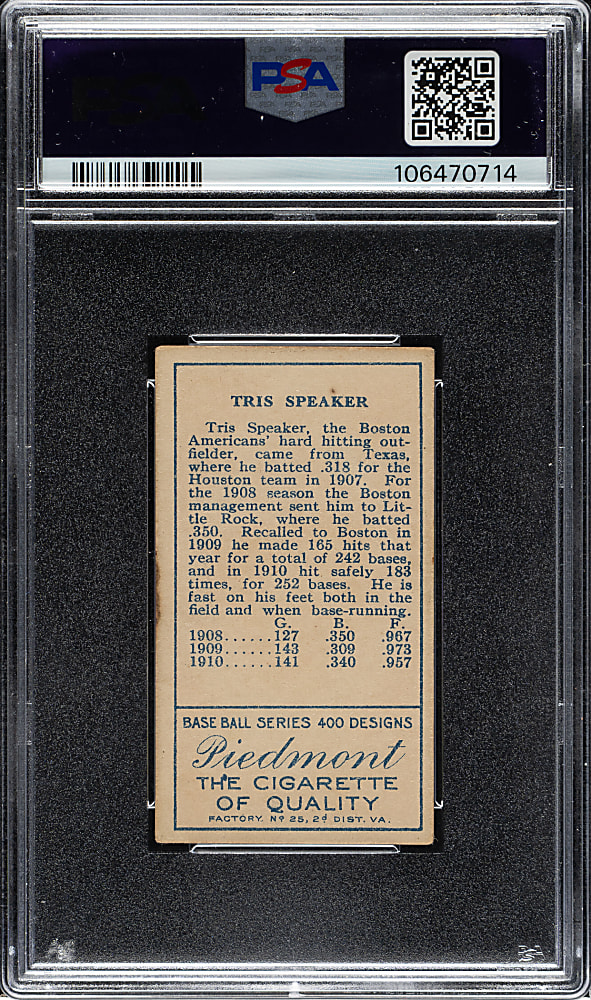 PSA
106470714
TRIS SPEAKER
Tris Speaker, the Boston
Americans' hard hitting out-
fielder, came from Texas,
where he batted .318 for the
Houston team in 1907. For
the 1908 season the Boston
management sent him to Lit-
tle Rock, where he batted
.350. Recalled to Boston in
1909 he made 165 hits that
year for a total of 242 bases,
and in 1910 hit safely 183
times, for 252 bases. He is
fast on his feet both in the
field and when base-running.
G. B. F.
1908......127 .350 .967
1909......143 .309 .973
1910......141 .340 .957
BASE BALL SERIES 400 DESIGNS
Piedmont
THE CIGARETTE
OF QUALITY
FACTORY. Nº 25, 2d DIST. VA.